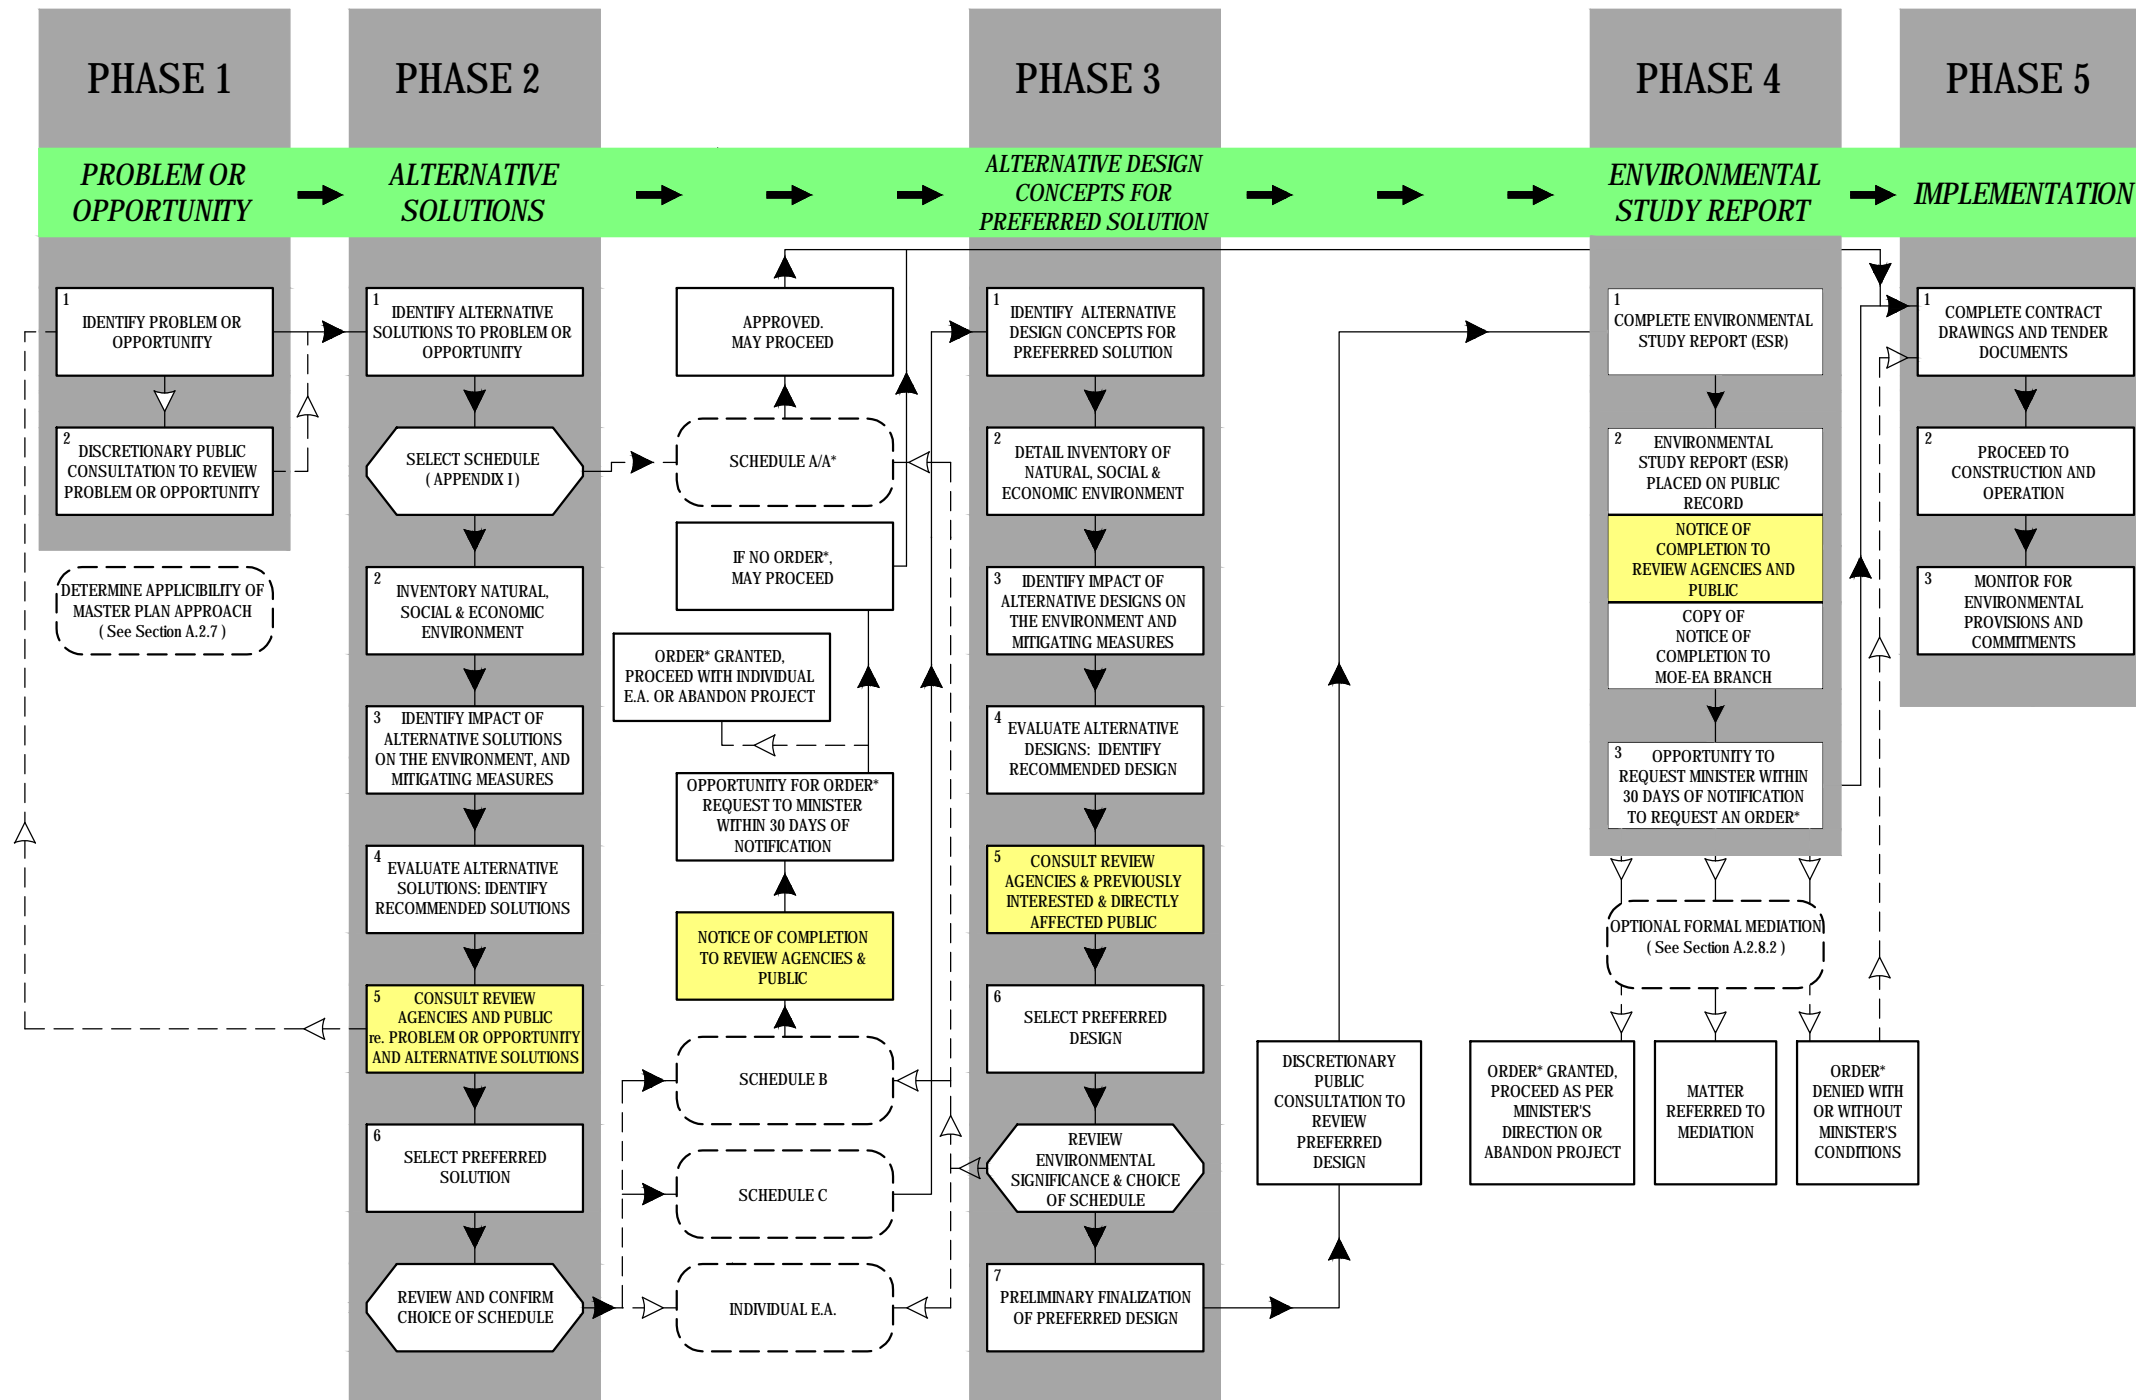 PHASE 1
PHASE 2
PHASE 3
PHASE 4
PHASE 5
PROBLEM OR
OPPORTUNITY
ALTERNATIVE
SOLUTIONS
ALTERNATIVE DESIGN
CONCEPTS FOR
PREFERRED SOLUTION
ENVIRONMENTAL
STUDY REPORT
IMPLEMENTATION
1
IDENTIFY PROBLEM OR
OPPORTUNITY
2
DISCRETIONARY PUBLIC
CONSULTATION TO REVIEW
PROBLEM OR OPPORTUNITY
DETERMINE APPLICIBILITY OF
MASTER PLAN APPROACH
( See Section A.2.7 )
1
IDENTIFY ALTERNATIVE
SOLUTIONS TO PROBLEM OR
OPPORTUNITY
SELECT SCHEDULE
( APPENDIX I )
2
INVENTORY NATURAL,
SOCIAL & ECONOMIC
ENVIRONMENT
3
IDENTIFY IMPACT OF
ALTERNATIVE SOLUTIONS
ON THE ENVIRONMENT, AND
MITIGATING MEASURES
4
EVALUATE ALTERNATIVE
SOLUTIONS: IDENTIFY
RECOMMENDED SOLUTIONS
5
CONSULT REVIEW
AGENCIES AND PUBLIC
re. PROBLEM OR OPPORTUNITY
AND ALTERNATIVE SOLUTIONS
6
SELECT PREFERRED
SOLUTION
REVIEW AND CONFIRM
CHOICE OF SCHEDULE
APPROVED.
MAY PROCEED
SCHEDULE A/A*
IF NO ORDER*,
MAY PROCEED
ORDER* GRANTED,
PROCEED WITH INDIVIDUAL
E.A. OR ABANDON PROJECT
OPPORTUNITY FOR ORDER*
REQUEST TO MINISTER
WITHIN 30 DAYS OF
NOTIFICATION
NOTICE OF COMPLETION
TO REVIEW AGENCIES &
PUBLIC
SCHEDULE B
SCHEDULE C
INDIVIDUAL E.A.
1
IDENTIFY ALTERNATIVE
DESIGN CONCEPTS FOR
PREFERRED SOLUTION
2
DETAIL INVENTORY OF
NATURAL, SOCIAL &
ECONOMIC ENVIRONMENT
3
IDENTIFY IMPACT OF
ALTERNATIVE DESIGNS ON
THE ENVIRONMENT AND
MITIGATING MEASURES
4
EVALUATE ALTERNATIVE
DESIGNS: IDENTIFY
RECOMMENDED DESIGN
5
CONSULT REVIEW
AGENCIES & PREVIOUSLY
INTERESTED & DIRECTLY
AFFECTED PUBLIC
6
SELECT PREFERRED
DESIGN
REVIEW
ENVIRONMENTAL
SIGNIFICANCE & CHOICE
OF SCHEDULE
7
PRELIMINARY FINALIZATION
OF PREFERRED DESIGN
DISCRETIONARY
PUBLIC
CONSULTATION TO
REVIEW
PREFERRED
DESIGN
1
COMPLETE ENVIRONMENTAL
STUDY REPORT (ESR)
2
ENVIRONMENTAL
STUDY REPORT (ESR)
PLACED ON PUBLIC
RECORD
NOTICE OF
COMPLETION TO
REVIEW AGENCIES AND
PUBLIC
COPY OF
NOTICE OF
COMPLETION TO
MOE-EA BRANCH
3
OPPORTUNITY TO
REQUEST MINISTER WITHIN
30 DAYS OF NOTIFICATION
TO REQUEST AN ORDER*
OPTIONAL FORMAL MEDIATION
( See Section A.2.8.2 )
ORDER* GRANTED,
PROCEED AS PER
MINISTER'S
DIRECTION OR
ABANDON PROJECT
MATTER
REFERRED TO
MEDIATION
ORDER*
DENIED WITH
OR WITHOUT
MINISTER'S
CONDITIONS
1
COMPLETE CONTRACT
DRAWINGS AND TENDER
DOCUMENTS
2
PROCEED TO
CONSTRUCTION AND
OPERATION
3
MONITOR FOR
ENVIRONMENTAL
PROVISIONS AND
COMMITMENTS